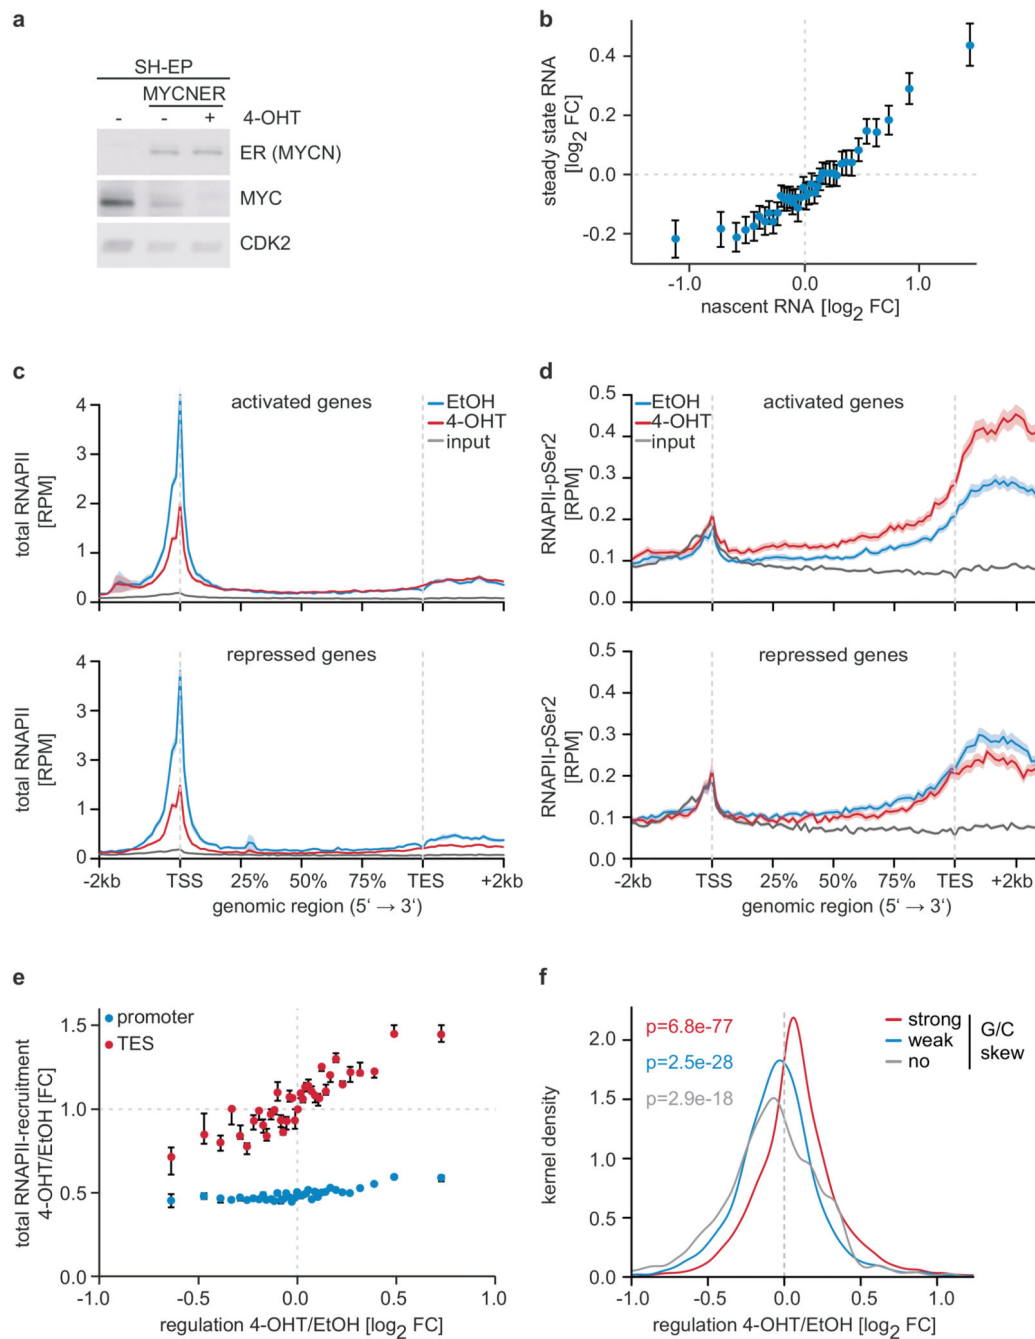 a
SH-EP
MYCNER
- - + 4-OHT
ER (MYCN)
MYC
CDK2
b
steady state RNA
[log2 FC]
0.4
0.2
0.0
-0.2
-1.0 0.0 1.0
nascent RNA [log2 FC]
c
activated genes
EtOH
4-OHT
input
total RNAPII
[RPM]
4
3
2
1
0
repressed genes
total RNAPII
[RPM]
4
3
3
1
0
-2kb TSS 25% 50% 75% TES +2kb
genomic region (5‘ → 3‘)
d
EtOH
4-OHT
input
activated genes
RNAPII-pSer2
[RPM]
0.5
0.4
0.3
0.2
0.1
0.0
repressed genes
RNAPII-pSer2
[RPM]
0.5
0.4
0.3
0.2
0.1
0.0
-2kb TSS 25% 50% 75% TES +2kb
genomic region (5‘ → 3‘)
e
promoter
TES
total RNAPII-recruitment
4-OHT/EtOH [FC]
1.5
1.0
0.5
0.0
-1.0 -0.5 0.0 0.5 1.0
regulation 4-OHT/EtOH [log2 FC]
f
p=6.8e-77
p=2.5e-28
p=2.9e-18
strong
weak
no
G/C
skew
kernel density
2.0
1.5
1.0
0.5
0.0
-1.0 -0.5 0 0.5 1.0
regulation 4-OHT/EtOH [log2 FC]